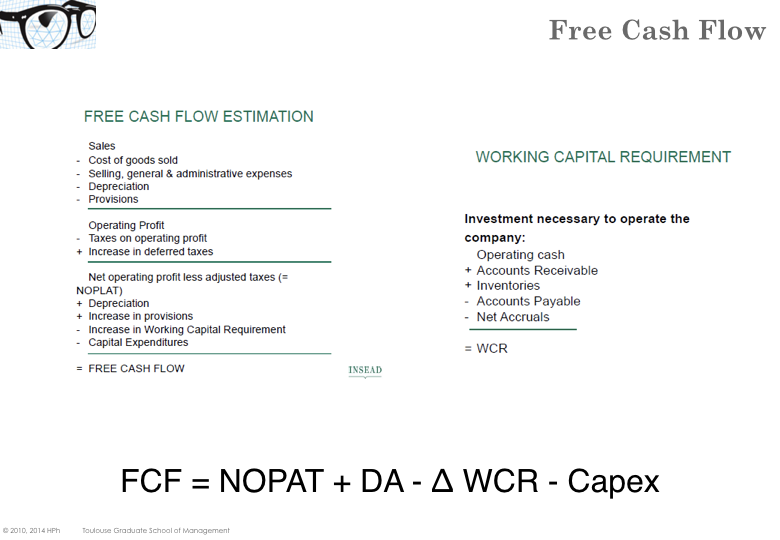 Free Cash Flow
FREE CASH FLOW ESTIMATION
Sales
- Cost of goods sold
- Selling, general & administrative expenses
- Depreciation
- Provisions
Operating Profit
- Taxes on operating profit
+ Increase in deferred taxes
Net operating profit less adjusted taxes (=
NOPLAT)
+ Depreciation
+ Increase in provisions
- Increase in Working Capital Requirement
- Capital Expenditures
= FREE CASH FLOW
INSEAD
WORKING CAPITAL REQUIREMENT
Investment necessary to operate the
company:
Operating cash
+ Accounts Receivable
+ Inventories
- Accounts Payable
- Net Accruals
= WCR
FCF = NOPAT + DA - Δ WCR - Capex
© 2010, 2014 HPh Toulouse Graduate School of Management